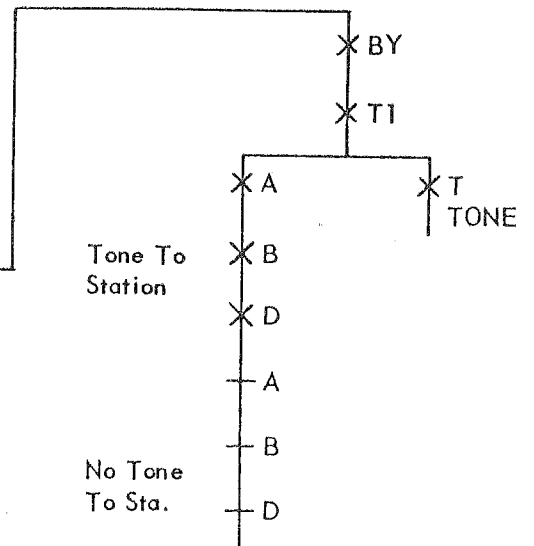 BY
T1
A
T
TONE
Tone To
Station
B
D
A
B
No Tone
To Sta.
D